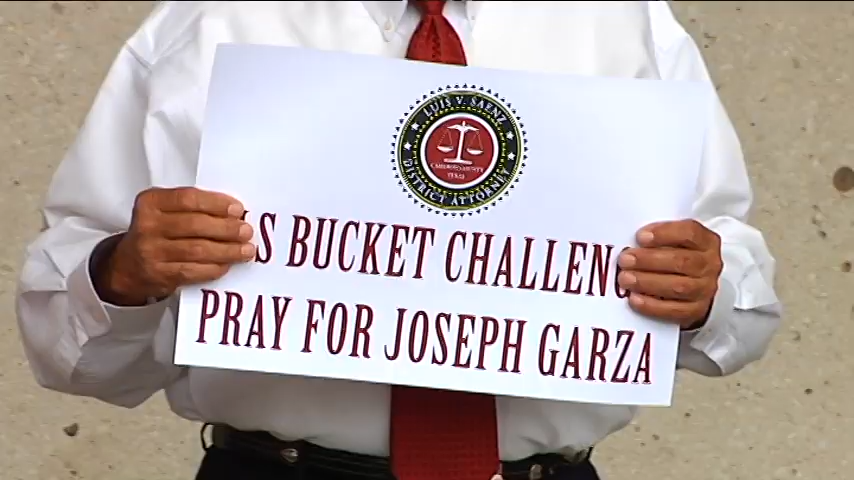 LUIS V. SAENZ
DISTRICT ATTORNEY
LS BUCKET CHALLENG
PRAY FOR JOSEPH GARZA